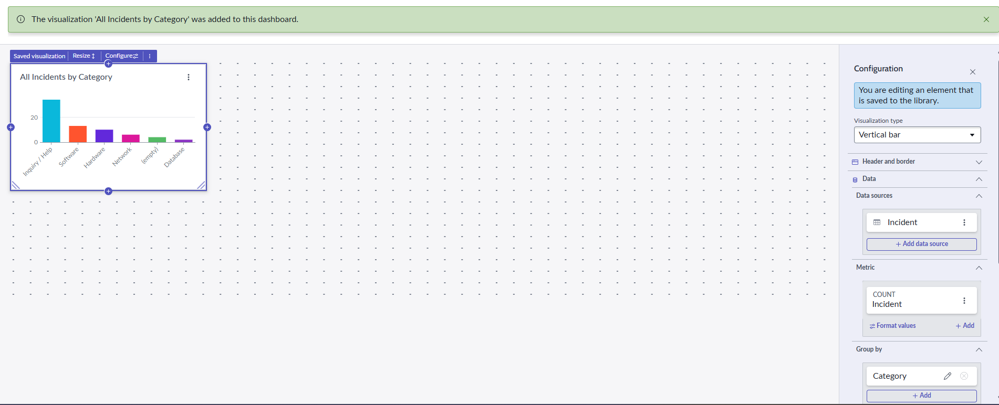 The visualization 'All Incidents by Category' was added to this dashboard.
Saved visualization Resize Configure
All Incidents by Category
20
0
Inquiry / Help
Software
Hardware
Network
(empty)
Database
Configuration
You are editing an element that
is saved to the library.
Visualization type
Vertical bar
Header and border
Data
Data sources
Incident
+ Add data source
Metric
COUNT
Incident
Format values + Add
Group by
Category
+ Add